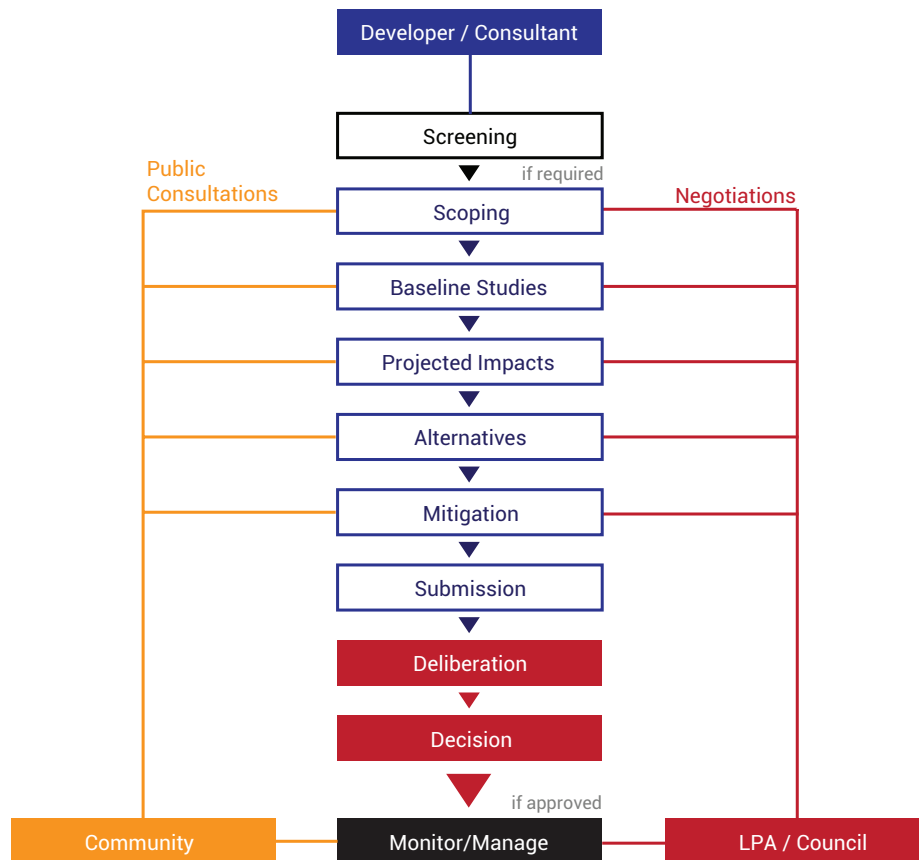 Developer / Consultant
Screening
if required
Public
Consultations
Negotiations
Scoping
Baseline Studies
Projected Impacts
Alternatives
Mitigation
Submission
Deliberation
Decision
if approved
Community
Monitor/Manage
LPA / Council